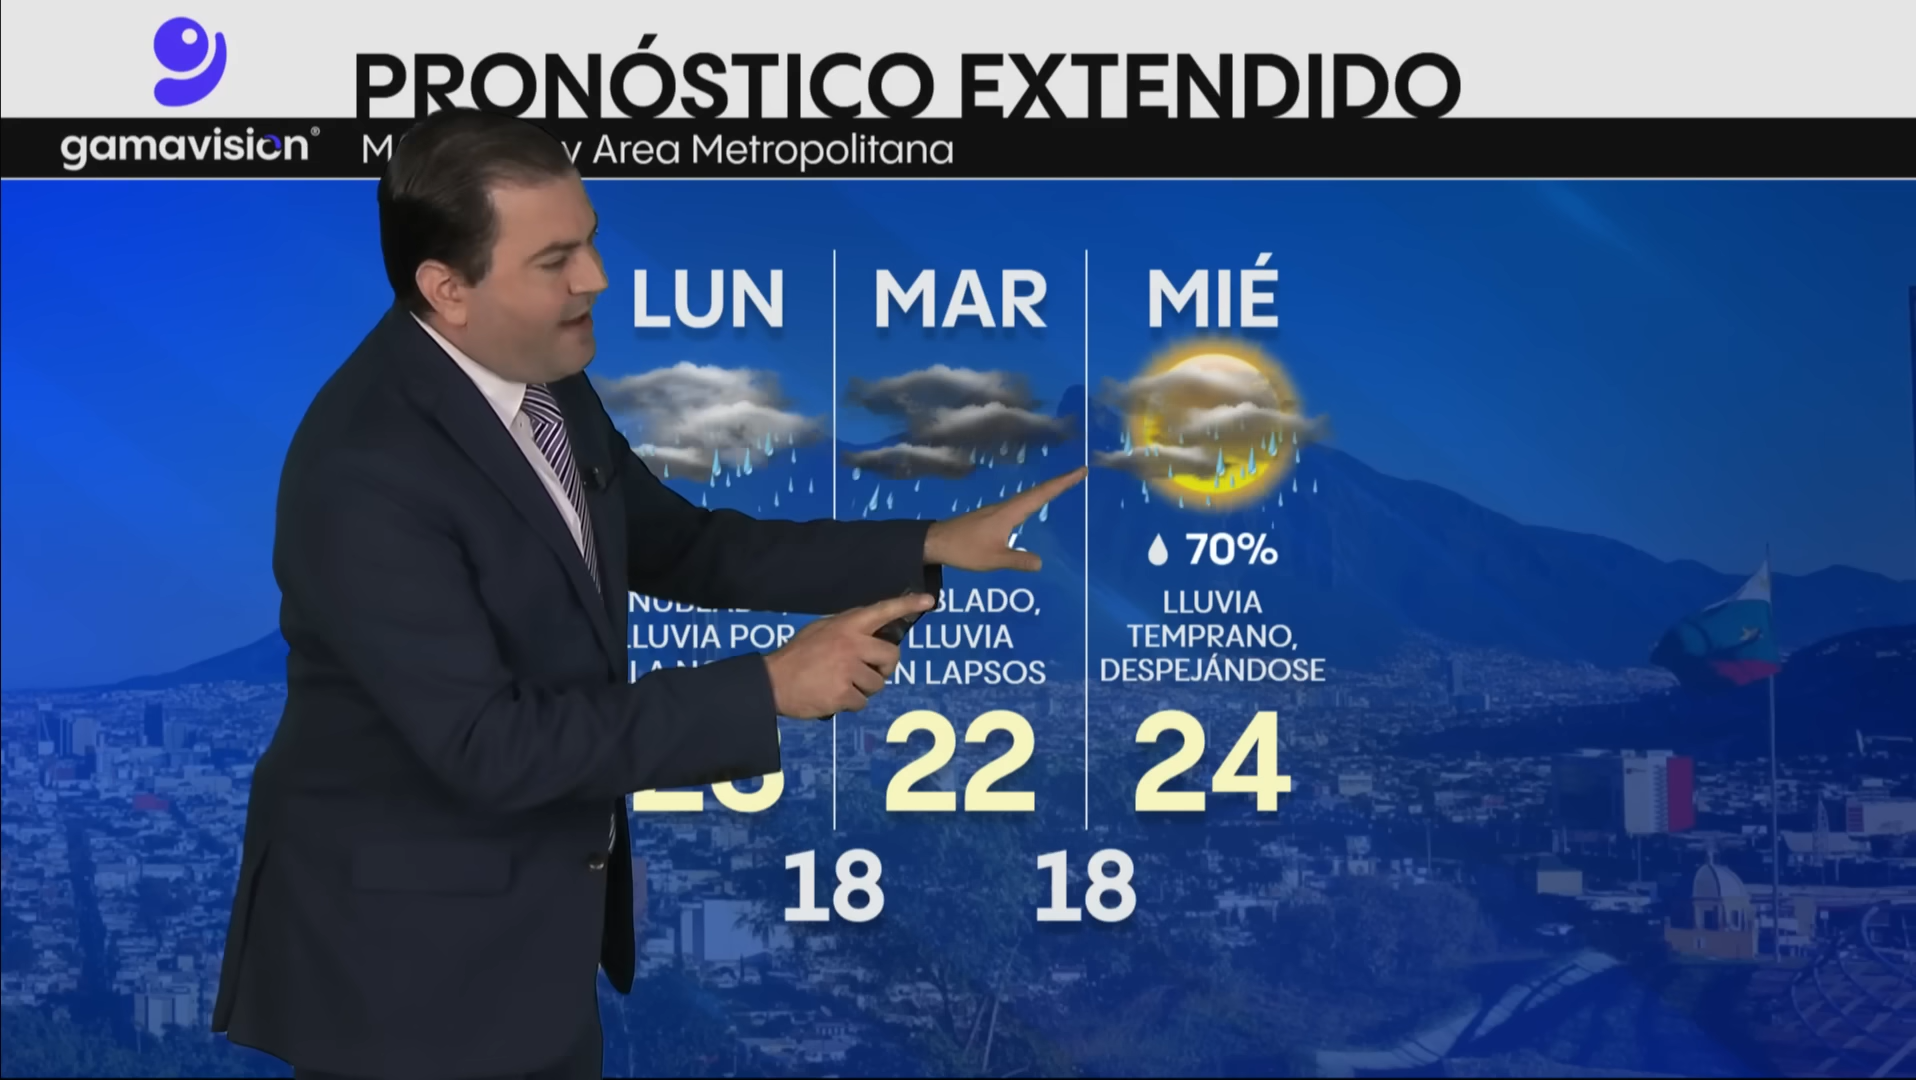 PRONÓSTICO EXTENDIDO
gamavision®
y Area Metropolitana
LUN
MAR
MIÉ
70%
LLUVIA POR
LLUVIA
EN LAPSOS
LLUVIA
TEMPRANO,
DESPEJÁNDOSE
22
24
18
18